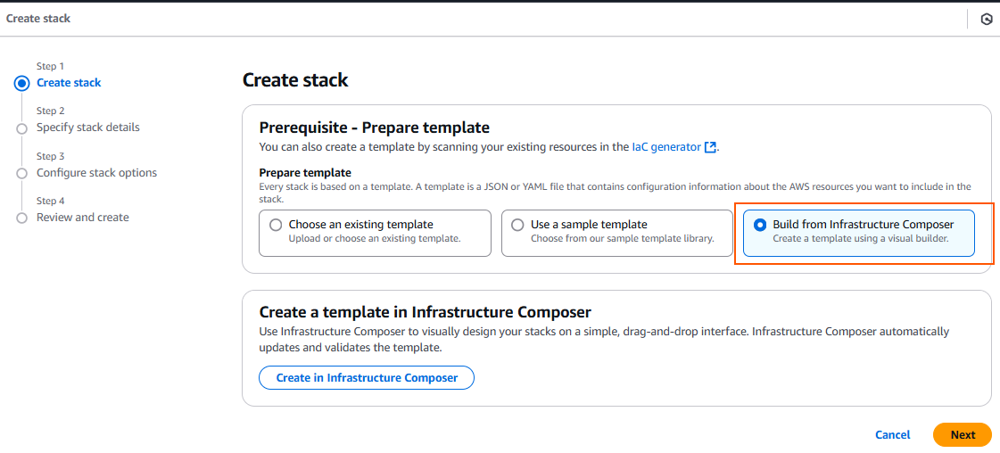 Create stack
Step 1
Create stack
Step 2
Specify stack details
Step 3
Configure stack options
Step 4
Review and create
Create stack
Prerequisite - Prepare template
You can also create a template by scanning your existing resources in the IaC generator.
Prepare template
Every stack is based on a template. A template is a JSON or YAML file that contains configuration information about the AWS resources you want to include in the
stack.
Choose an existing template
Upload or choose an existing template.
Use a sample template
Choose from our sample template library.
Build from Infrastructure Composer
Create a template using a visual builder.
Create a template in Infrastructure Composer
Use Infrastructure Composer to visually design your stacks on a simple, drag-and-drop interface. Infrastructure Composer automatically
updates and validates the template.
Create in Infrastructure Composer
Cancel
Next